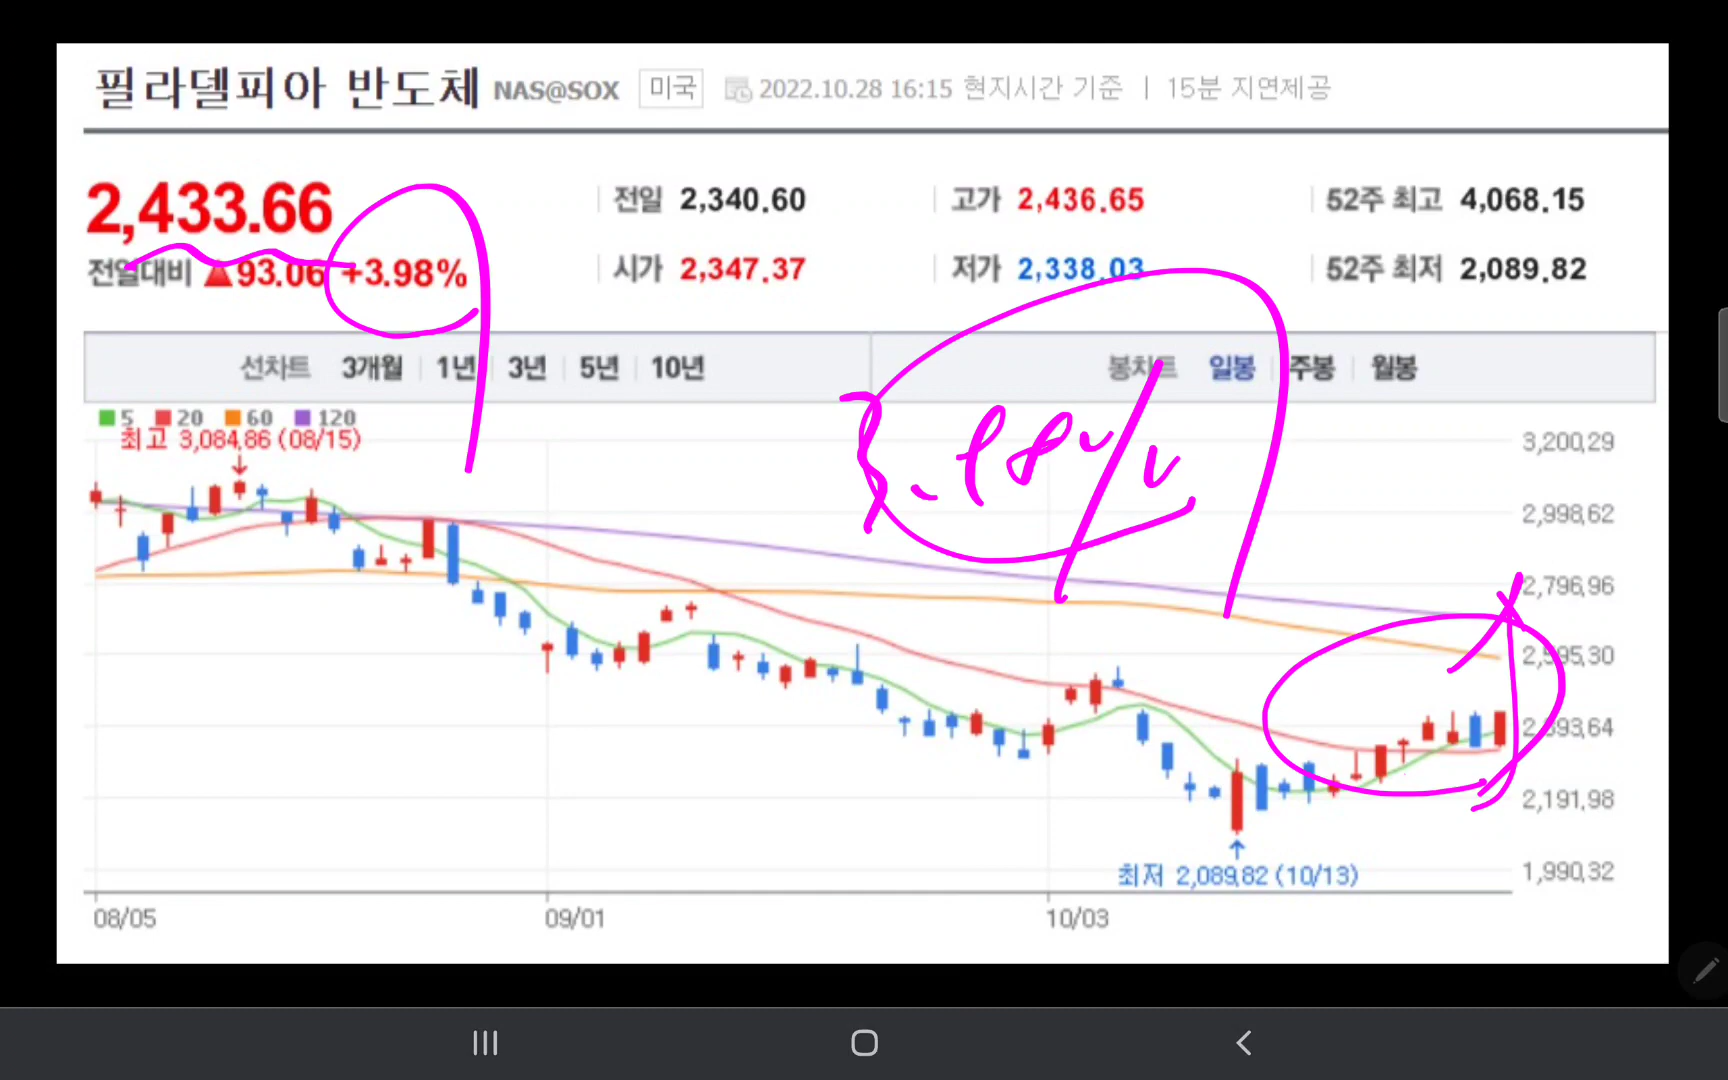 필라델피아 반도체 NAS@SOX 미국 2022.10.28 16:15 현지시간 기준 | 15분 지연제공
2,433.66 전일 2,340.60 고가 2,436.65 52주 최고 4,068.15
전일대비 ▲93.06 +3.98% 시가 2,347.37 저가 2,338.03 52주 최저 2,089.82
선차트 3개월 1년 3년 5년 10년 봉차트 일봉 주봉 월봉
5 20 60 120
최고 3,084.86 (08/15)
3,200.29
2,998.62
2,796.96
2,595.30
2,393.64
2,191.98
최저 2,089.82 (10/13)
1,990.32
08/05 09/01 10/03